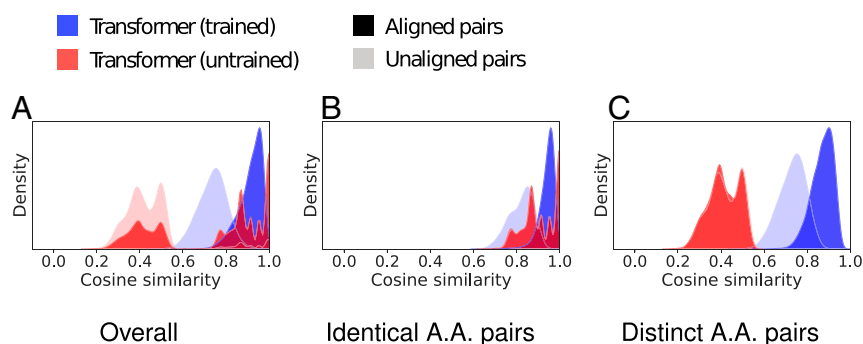 Transformer (trained)
Aligned pairs
Transformer (untrained)
Unaligned pairs
A
B
C
Density
Density
Density
0.0 0.2 0.4 0.6 0.8 1.0
0.0 0.2 0.4 0.6 0.8 1.0
0.0 0.2 0.4 0.6 0.8 1.0
Cosine similarity
Cosine similarity
Cosine similarity
Overall
Identical A.A. pairs
Distinct A.A. pairs